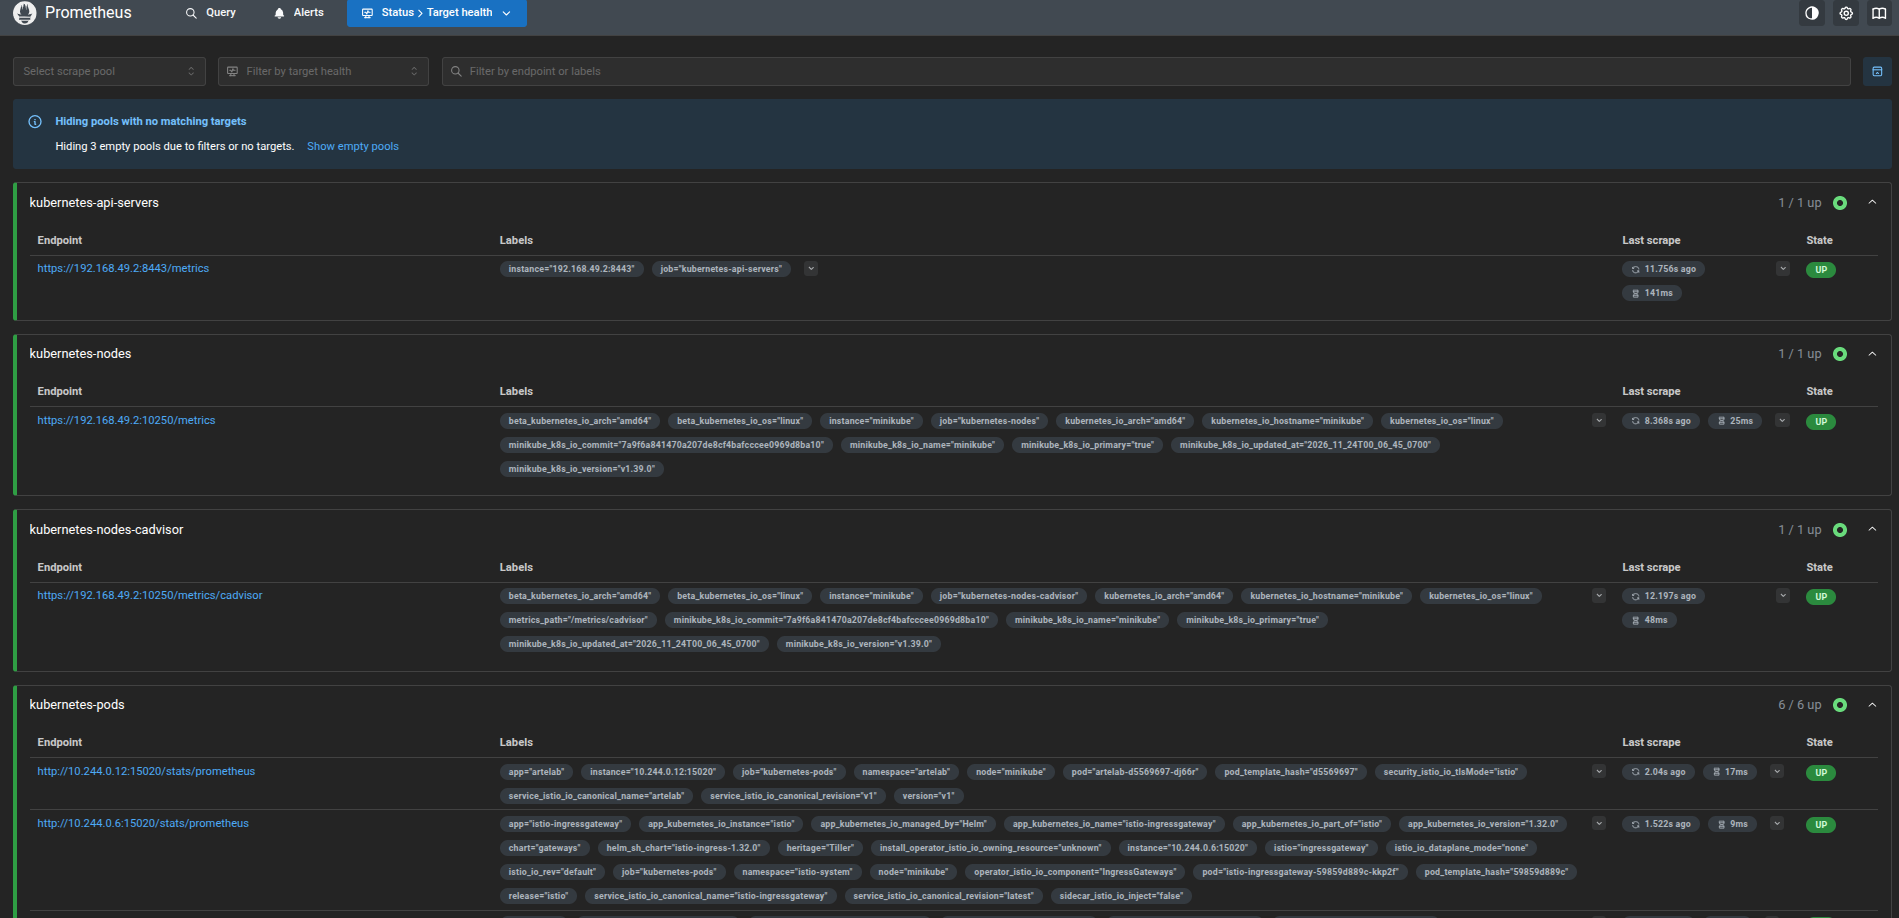 Prometheus Query Alerts Status > Target health
Select scrape pool Filter by target health Filter by endpoint or labels
Hiding pools with no matching targets
Hiding 3 empty pools due to filters or no targets. Show empty pools
kubernetes-api-servers 1 / 1 up
Endpoint Labels Last scrape State
https://192.168.49.2:8443/metrics instance="192.168.49.2:8443" job="kubernetes-api-servers" 11.756s ago UP
141ms
kubernetes-nodes 1 / 1 up
Endpoint Labels Last scrape State
https://192.168.49.2:10250/metrics beta_kubernetes_io_arch="amd64" beta_kubernetes_io_os="linux" instance="minikube" job="kubernetes-nodes" kubernetes_io_arch="amd64" kubernetes_io_hostname="minikube" kubernetes_io_os="linux" 8.368s ago 25ms UP
minikube_k8s_io_commit="7a9f6a841470a207de8cf4bafcccee0969d8ba10" minikube_k8s_io_name="minikube" minikube_k8s_io_primary="true" minikube_k8s_io_updated_at="2026_11_24T00_06_45_0700"
minikube_k8s_io_version="v1.39.0"
kubernetes-nodes-cadvisor 1 / 1 up
Endpoint Labels Last scrape State
https://192.168.49.2:10250/metrics/cadvisor beta_kubernetes_io_arch="amd64" beta_kubernetes_io_os="linux" instance="minikube" job="kubernetes-nodes-cadvisor" kubernetes_io_arch="amd64" kubernetes_io_hostname="minikube" kubernetes_io_os="linux" 12.197s ago UP
metrics_path="/metrics/cadvisor" minikube_k8s_io_commit="7a9f6a841470a207de8cf4bafcccee0969d8ba10" minikube_k8s_io_name="minikube" minikube_k8s_io_primary="true" 48ms
minikube_k8s_io_updated_at="2026_11_24T00_06_45_0700" minikube_k8s_io_version="v1.39.0"
kubernetes-pods 6 / 6 up
Endpoint Labels Last scrape State
http://10.244.0.12:15020/stats/prometheus app="artelab" instance="10.244.0.12:15020" job="kubernetes-pods" namespace="artelab" node="minikube" pod="artelab-d5569697-dj66r" pod_template_hash="d5569697" security_istio_io_tlsMode="istio" 2.04s ago 17ms UP
service_istio_io_canonical_name="artelab" service_istio_io_canonical_revision="v1" version="v1"
http://10.244.0.6:15020/stats/prometheus app="istio-ingressgateway" app_kubernetes_io_instance="istio" app_kubernetes_io_managed_by="Helm" app_kubernetes_io_name="istio-ingressgateway" app_kubernetes_io_part_of="istio" app_kubernetes_io_version="1.32.0" 1.522s ago 9ms UP
chart="gateways" helm_sh_chart="istio-ingress-1.32.0" heritage="Tiller" install_operator_istio_io_owning_resource="unknown" instance="10.244.0.6:15020" istio="ingressgateway" istio_io_dataplane_mode="none"
istio_io_rev="default" job="kubernetes-pods" namespace="istio-system" node="minikube" operator_istio_io_component="IngressGateways" pod="istio-ingressgateway-59859d889c-kkp2f" pod_template_hash="59859d889c"
release="istio" service_istio_io_canonical_name="istio-ingressgateway" service_istio_io_canonical_revision="latest" sidecar_istio_io_inject="false"